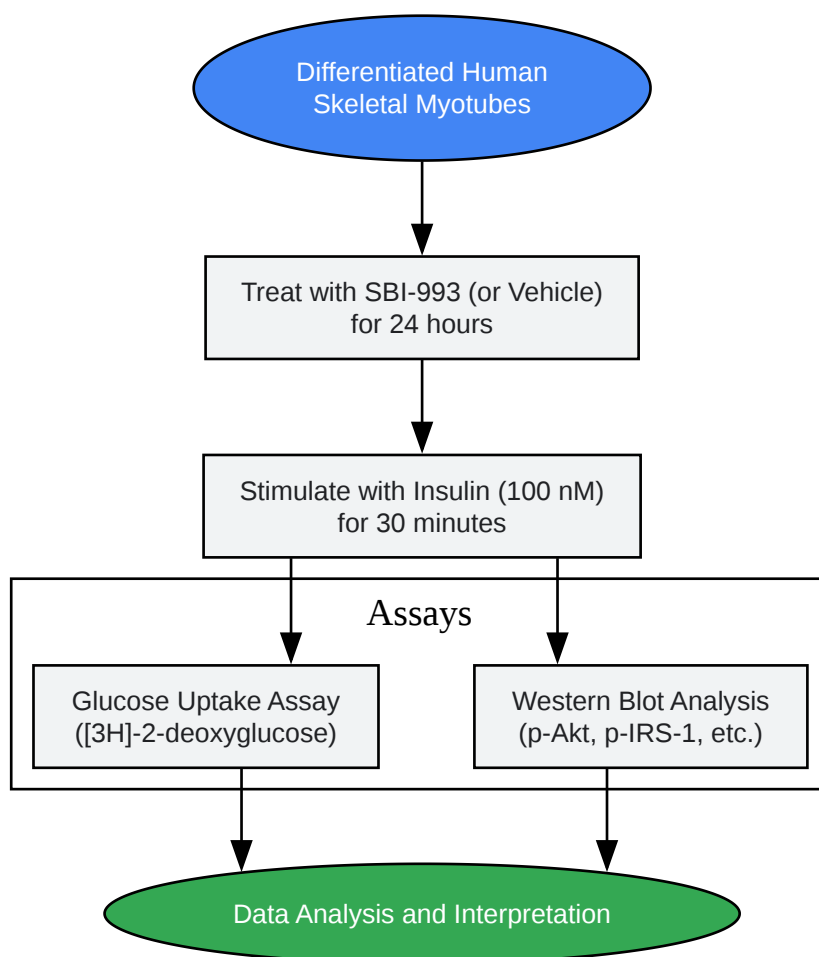 Differentiated Human
Skeletal Myotubes
Treat with SBI-993 (or Vehicle)
for 24 hours
Stimulate with Insulin (100 nM)
for 30 minutes
Assays
Glucose Uptake Assay
([3H]-2-deoxyglucose)
Western Blot Analysis
(p-Akt, p-IRS-1, etc.)
Data Analysis and Interpretation